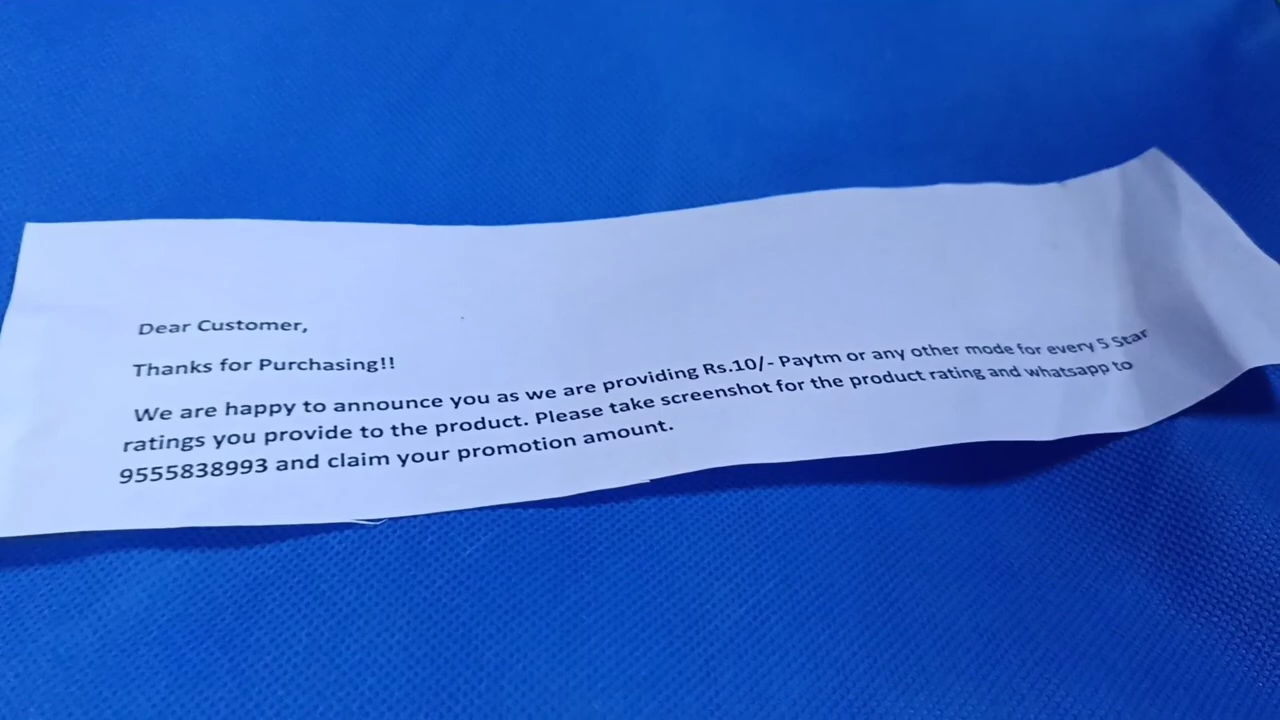 Dear Customer,
Thanks for Purchasing!!
We are happy to announce you as we are providing Rs.10/- Paytm or any other mode for every 5 Star
ratings you provide to the product. Please take screenshot for the product rating and whatsapp to
9555838993 and claim your promotion amount.